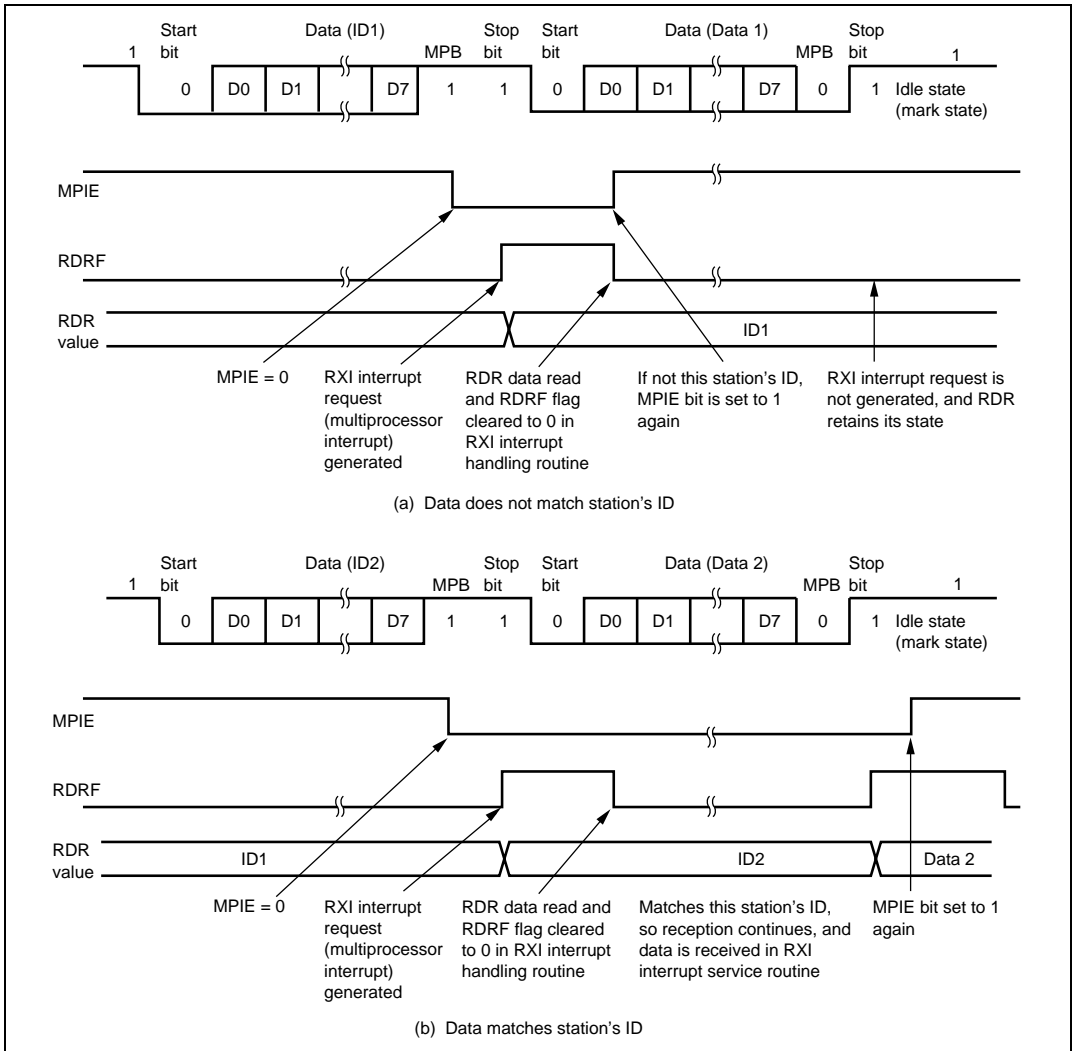 Start bit Data (ID1) Stop bit Start bit Data (Data 1) Stop bit
1 MPB MPB 1
0 D0 D1 D7 1 1 0 D0 D1 D7 0 1 Idle state (mark state)
MPIE
RDRF
RDR value
ID1
MPIE = 0
RXI interrupt
request
(multiprocessor
interrupt)
generated
RDR data read
and RDRF flag
cleared to 0 in
RXI interrupt
handling routine
If not this station's ID,
MPIE bit is set to 1
again
RXI interrupt request is
not generated, and RDR
retains its state
(a) Data does not match station's ID
Start bit Data (ID2) Stop bit Start bit Data (Data 2) Stop bit
1 MPB MPB 1
0 D0 D1 D7 1 1 0 D0 D1 D7 0 1 Idle state (mark state)
MPIE
RDRF
RDR value
ID1 ID2 Data 2
MPIE = 0
RXI interrupt
request
(multiprocessor
interrupt)
generated
RDR data read and
RDRF flag cleared
to 0 in RXI interrupt
handling routine
Matches this station's ID,
so reception continues, and
data is received in RXI
interrupt service routine
MPIE bit set to 1
again
(b) Data matches station's ID